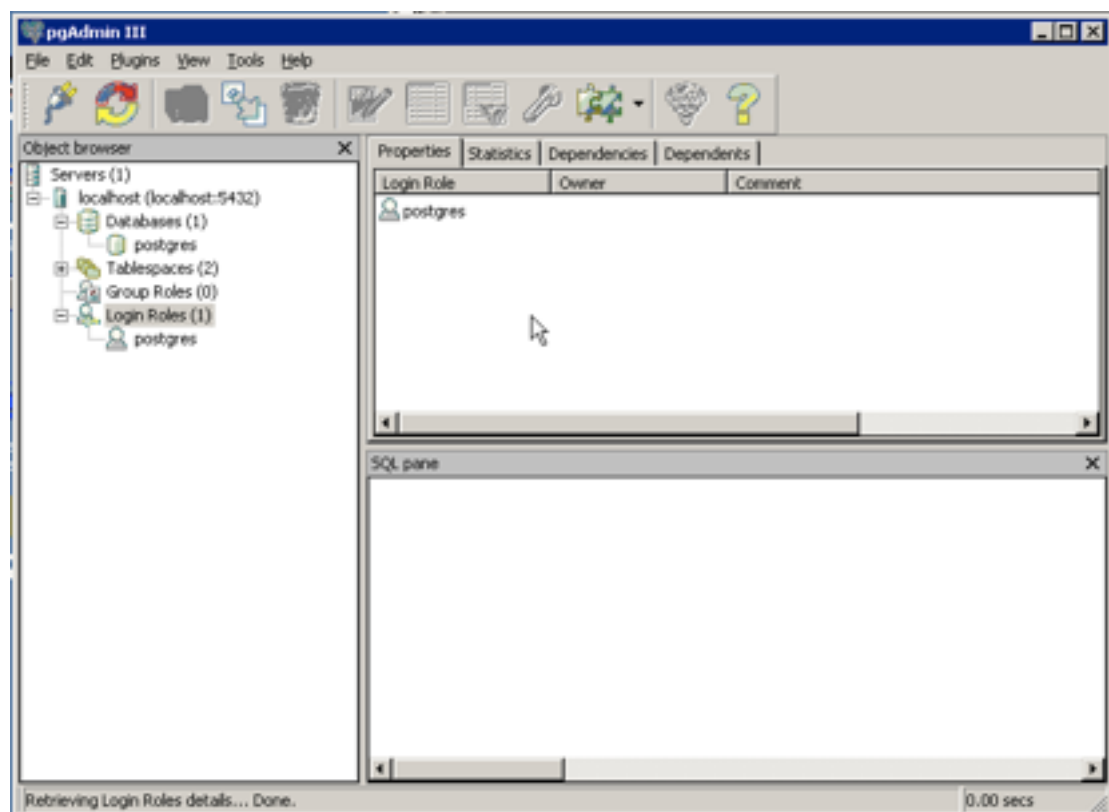 pgAdmin III
File Edit Plugins View Tools Help
Object browser
Servers (1)
localhost (localhost:5432)
Databases (1)
postgres
Tablespaces (2)
Group Roles (0)
Login Roles (1)
postgres
Properties Statistics Dependencies Dependents
Login Role Owner Comment
postgres
SQL pane
Retrieving Login Roles details... Done.
0.00 secs